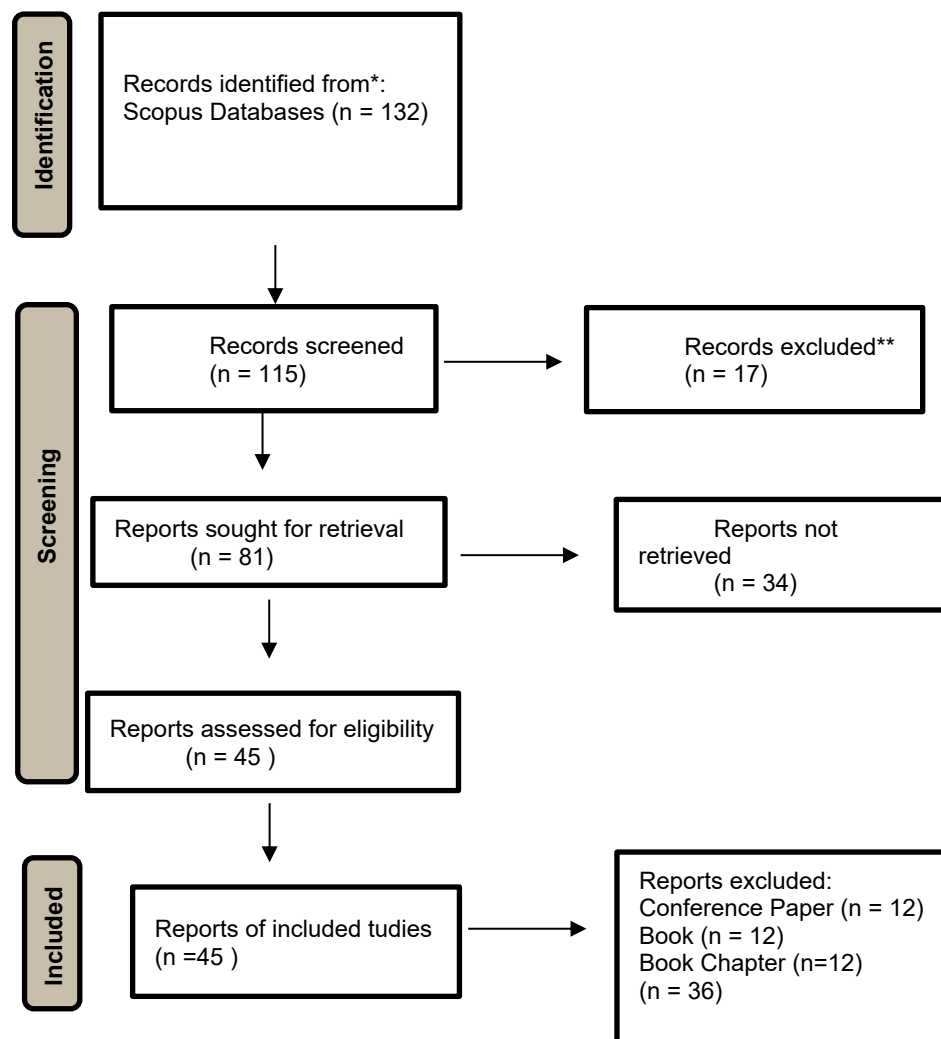 Identification
Records identified from*:
Scopus Databases (n = 132)
Screening
Records screened
(n = 115)
Records excluded**
(n = 17)
Reports sought for retrieval
(n = 81)
Reports not
retrieved
(n = 34)
Reports assessed for eligibility
(n = 45 )
Included
Reports of included tudies
(n =45 )
Reports excluded:
Conference Paper (n = 12)
Book (n = 12)
Book Chapter (n=12)
(n = 36)